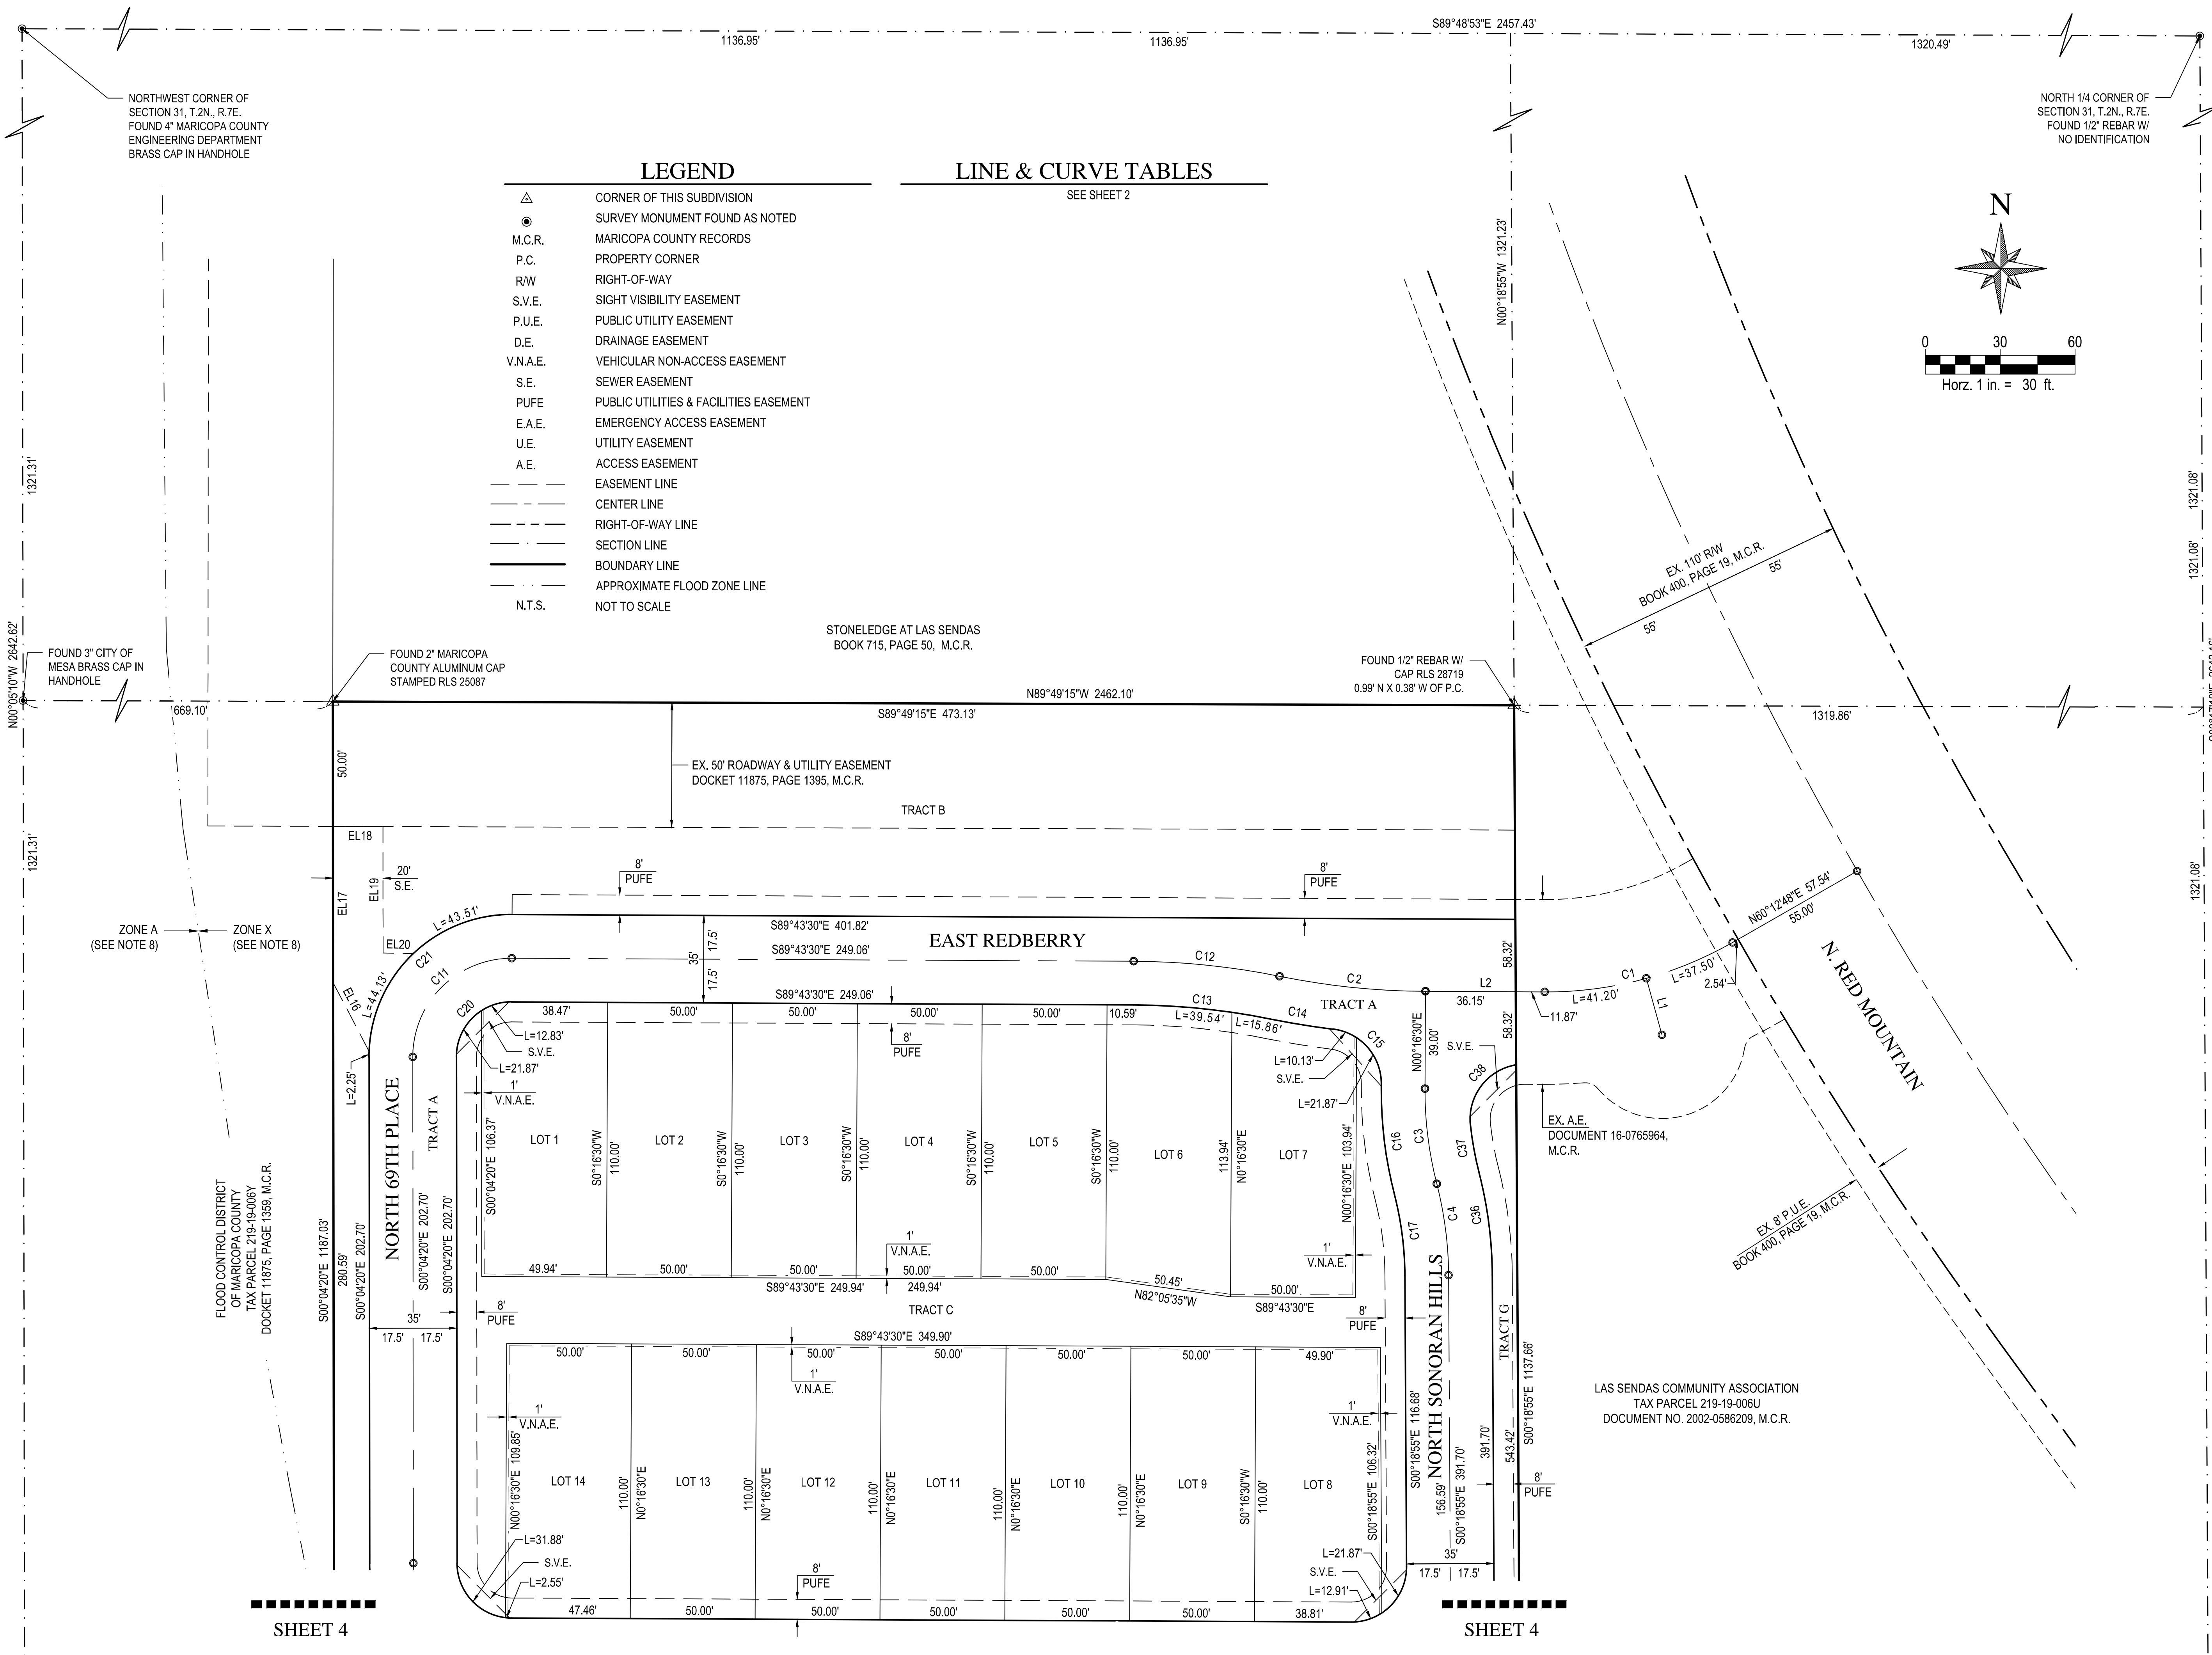 S89°48'53"E 2457.43'
1136.95'
1136.95'
1320.49'
NORTHWEST CORNER OF
SECTION 31, T.2N., R.7E.
FOUND 4" MARICOPA COUNTY
ENGINEERING DEPARTMENT
BRASS CAP IN HANDHOLE
NORTH 1/4 CORNER OF
SECTION 31, T.2N., R.7E.
FOUND 1/2" REBAR W/
NO IDENTIFICATION
LEGEND
CORNER OF THIS SUBDIVISION
SURVEY MONUMENT FOUND AS NOTED
M.C.R. MARICOPA COUNTY RECORDS
P.C. PROPERTY CORNER
R/W RIGHT-OF-WAY
S.V.E. SIGHT VISIBILITY EASEMENT
P.U.E. PUBLIC UTILITY EASEMENT
D.E. DRAINAGE EASEMENT
V.N.A.E. VEHICULAR NON-ACCESS EASEMENT
S.E. SEWER EASEMENT
PUFE PUBLIC UTILITIES & FACILITIES EASEMENT
E.A.E. EMERGENCY ACCESS EASEMENT
U.E. UTILITY EASEMENT
A.E. ACCESS EASEMENT
EASEMENT LINE
CENTER LINE
RIGHT-OF-WAY LINE
SECTION LINE
BOUNDARY LINE
APPROXIMATE FLOOD ZONE LINE
N.T.S. NOT TO SCALE
LINE & CURVE TABLES
SEE SHEET 2
N
0 30 60
Horz. 1 in. = 30 ft.
N00°18'55"W 1321.23'
1321.31'
1321.08'
1321.08'
EX. 110' R/W
BOOK 400, PAGE 19, M.C.R.
55'
55'
STONELEDGE AT LAS SENDAS
BOOK 715, PAGE 50, M.C.R.
N00°05'10"W 2642.62'
FOUND 3" CITY OF
MESA BRASS CAP IN
HANDHOLE
FOUND 2" MARICOPA
COUNTY ALUMINUM CAP
STAMPED RLS 25087
FOUND 1/2" REBAR W/
CAP RLS 28719
0.99' N X 0.38' W OF P.C.
N89°49'15"W 2462.10'
669.10'
S89°49'15"E 473.13'
1319.86'
50.00'
EX. 50' ROADWAY & UTILITY EASEMENT
DOCKET 11875, PAGE 1395, M.C.R.
TRACT B
1321.31'
1321.08'
EL18
EL19
EL17
20'
S.E.
EL20
EL16
8'
PUFE
8'
PUFE
ZONE A
(SEE NOTE 8)
ZONE X
(SEE NOTE 8)
L=43.51'
C21
C11
L=44.13'
C20
L=2.25'
S89°43'30"E 401.82'
EAST REDBERRY
S89°43'30"E 249.06'
35'
17.5'
17.5'
S89°43'30"E 249.06'
C12
C2
L2
36.15'
58.32'
58.32'
11.87'
L=41.20'
C1
L=37.50'
2.54'
L1
N60°12'48"E 57.54'
55.00'
N. RED MOUNTAIN
38.47'
50.00'
50.00'
50.00'
50.00'
10.59'
C13
L=39.54'
C14
L=15.86'
TRACT A
C15
8'
PUFE
L=12.83'
S.V.E.
L=21.87'
1'
V.N.A.E.
L=10.13'
S.V.E.
L=21.87'
N00°16'30"E
39.00'
S.V.E.
C38
C16
C3
C37
C4
C36
C17
EX. A.E.
DOCUMENT 16-0765964,
M.C.R.
EX. 8' P.U.E.
BOOK 400, PAGE 19, M.C.R.
NORTH 69TH PLACE
TRACT A
LOT 1
LOT 2
LOT 3
LOT 4
LOT 5
LOT 6
LOT 7
S00°04'20"E 106.37'
S0°16'30"W
110.00'
S0°16'30"W
110.00'
S0°16'30"W
110.00'
S0°16'30"W
110.00'
S0°16'30"W
110.00'
113.94'
N0°16'30"E
N00°16'30"E 103.94'
FLOOD CONTROL DISTRICT
OF MARICOPA COUNTY
TAX PARCEL 219-19-006Y
DOCKET 11875, PAGE 1359, M.C.R.
S00°04'20"E 1187.03'
280.59'
S00°04'20"E 202.70'
S00°04'20"E 202.70'
S00°04'20"E 202.70'
1'
V.N.A.E.
1'
V.N.A.E.
49.94'
50.00'
50.00'
50.00'
50.00'
50.45'
50.00'
S89°43'30"E 249.94'
249.94'
N82°05'35"W
S89°43'30"E
TRACT C
8'
PUFE
8'
PUFE
35'
17.5' 17.5'
S89°43'30"E 349.90'
50.00'
50.00'
50.00'
50.00'
50.00'
50.00'
49.90'
1'
V.N.A.E.
1'
V.N.A.E.
1'
V.N.A.E.
N00°16'30"E 109.85'
LOT 14
LOT 13
LOT 12
LOT 11
LOT 10
LOT 9
LOT 8
110.00'
N0°16'30"E
110.00'
N0°16'30"E
110.00'
N0°16'30"E
110.00'
N0°16'30"E
110.00'
N0°16'30"E
S0°16'30"W
110.00'
S00°18'55"E 106.32'
S00°18'55"E 116.68'
NORTH SONORAN HILLS
156.59'
S00°18'55"E 391.70'
391.70'
TRACT G
543.42'
S00°18'55"E 1137.66'
8'
PUFE
LAS SENDAS COMMUNITY ASSOCIATION
TAX PARCEL 219-19-006U
DOCUMENT NO. 2002-0586209, M.C.R.
L=31.88'
S.V.E.
L=2.55'
8'
PUFE
L=21.87'
S.V.E.
L=12.91'
35'
17.5' 17.5'
47.46'
50.00'
50.00'
50.00'
50.00'
50.00'
38.81'
SHEET 4
SHEET 4